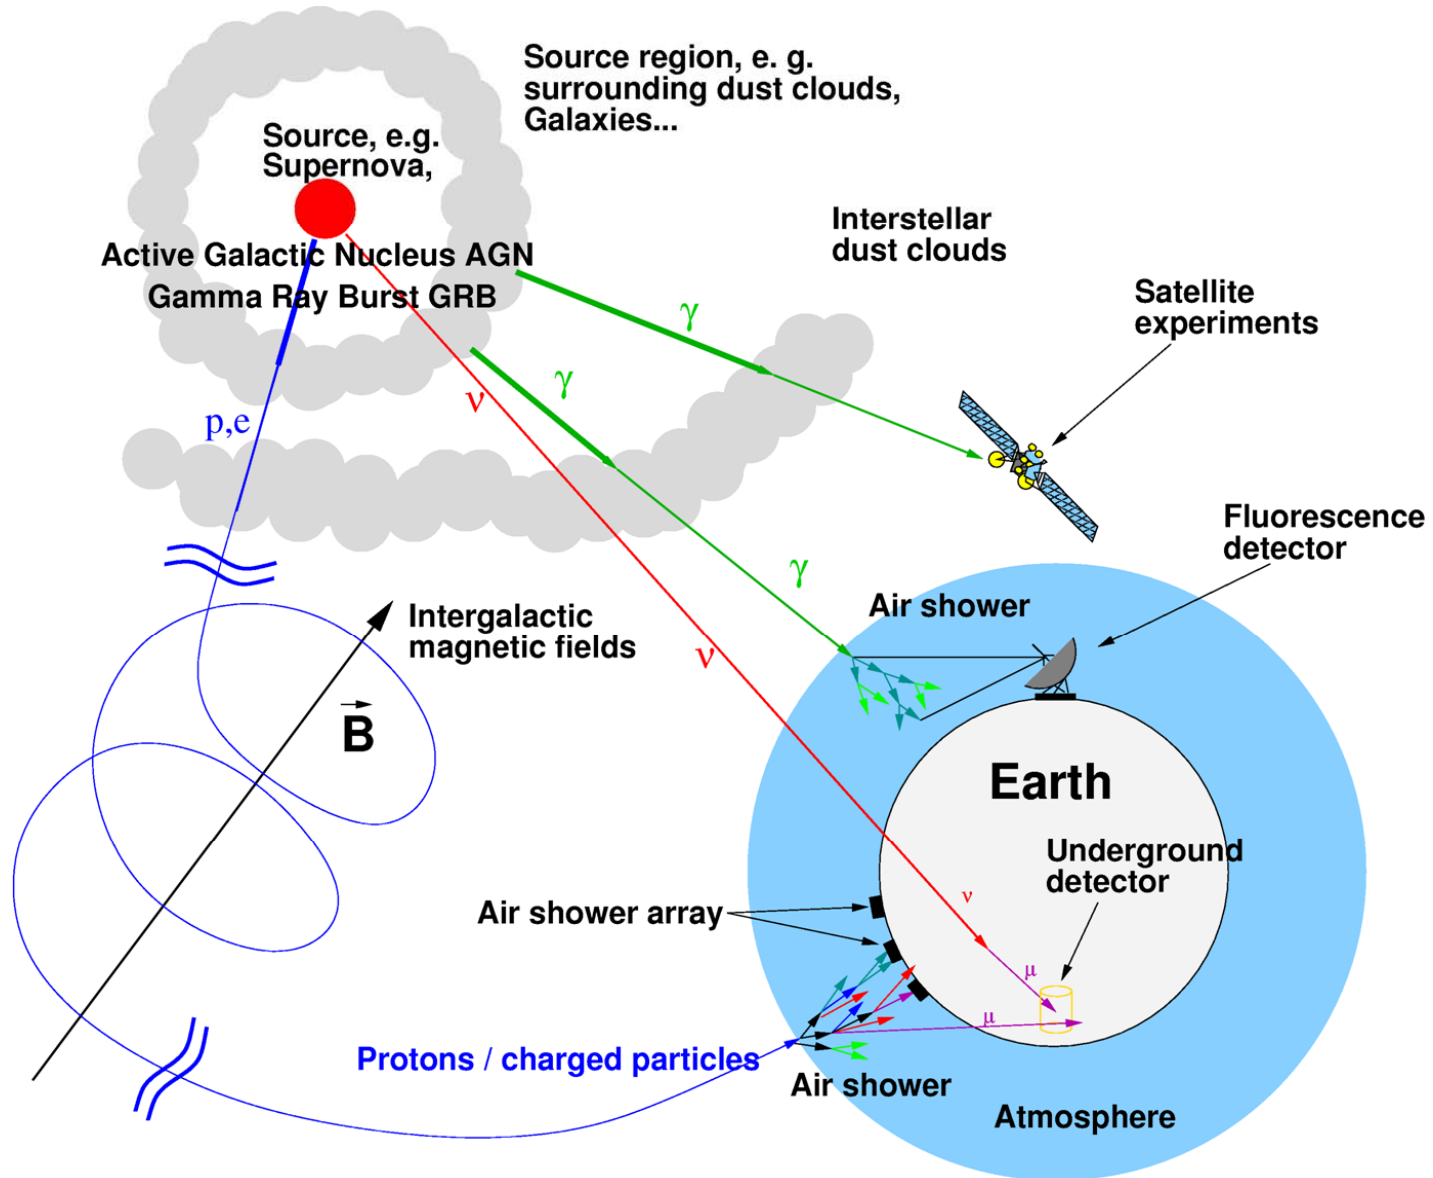 Source region, e. g.
surrounding dust clouds,
Galaxies...
Source, e.g.
Supernova,
Active Galactic Nucleus AGN
Gamma Ray Burst GRB
Interstellar
dust clouds
Satellite
experiments
γ
γ
ν
p,e
Fluorescence
detector
γ
Air shower
Intergalactic
magnetic fields
ν
B
Earth
Underground
detector
ν
Air shower array
μ
μ
Protons / charged particles
Air shower
Atmosphere